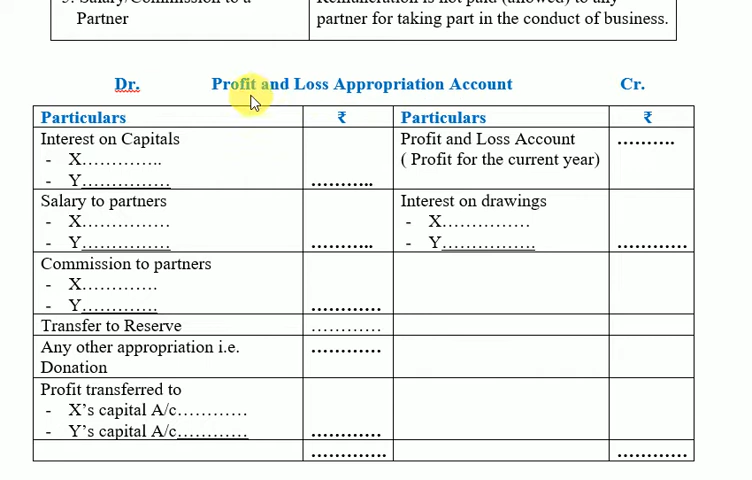 partner for taking part in the conduct of business.
Partner
Dr. Profit and Loss Appropriation Account Cr.
Particulars ₹ Particulars ₹
Interest on Capitals Profit and Loss Account ..........
- X.............. ( Profit for the current year)
- Y............... ...........
Salary to partners Interest on drawings
- X............... - X...............
- Y............... ........... - Y................ ............
Commission to partners
- X.............
- Y............. ............
Transfer to Reserve ............
Any other appropriation i.e. ............
Donation
Profit transferred to
- X's capital A/c............
- Y's capital A/c............ ............
............. ............